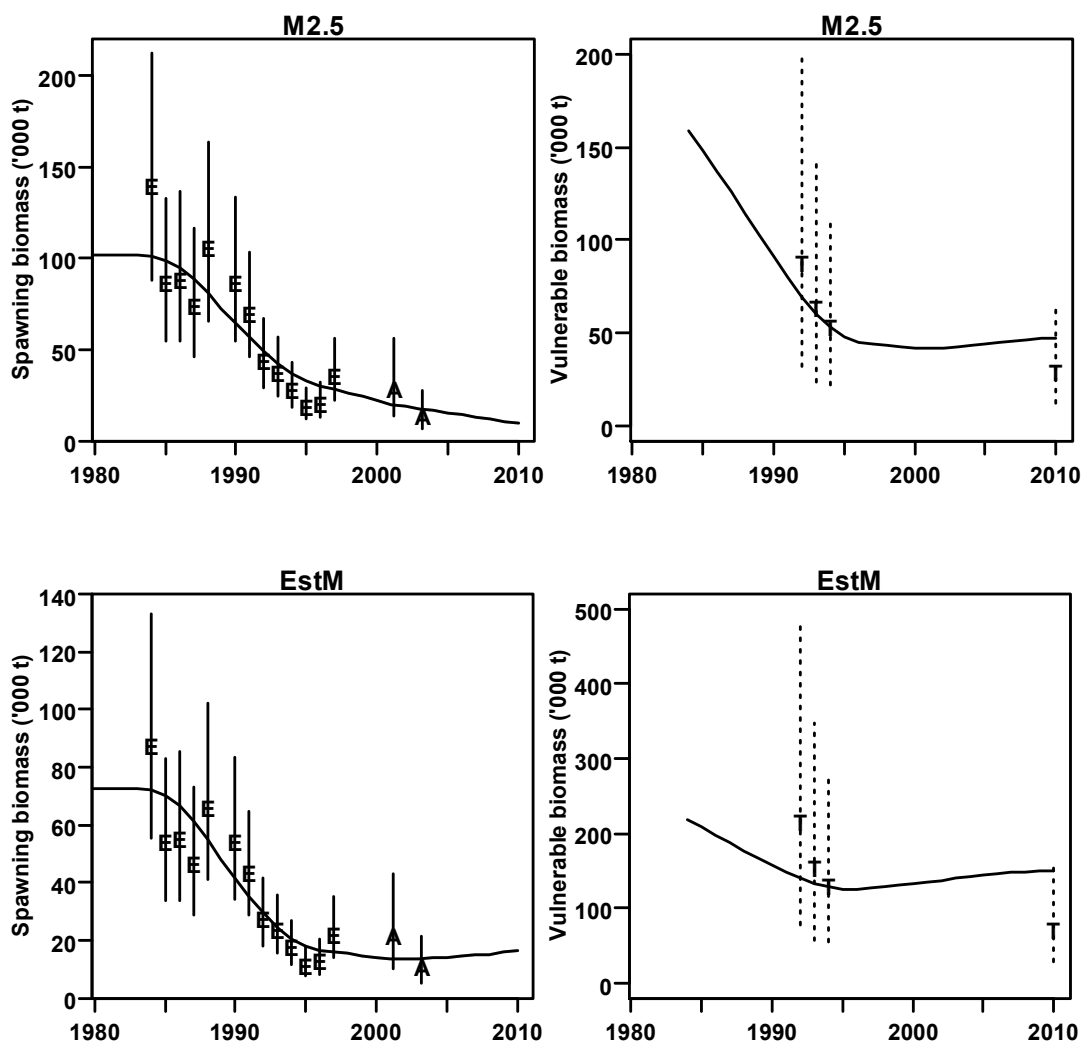 M2.5
Spawning biomass ('000 t)
200
150
100
50
0
E E E E E E E E E E E E E
A A
1980 1990 2000 2010
M2.5
Vulnerable biomass ('000 t)
200
150
100
50
0
T T T T
1980 1990 2000 2010
EstM
Spawning biomass ('000 t)
140
120
100
80
60
40
20
0
E E E E E E E E E E E E E
A A
1980 1990 2000 2010
EstM
Vulnerable biomass ('000 t)
500
400
300
200
100
0
T T T T
1980 1990 2000 2010